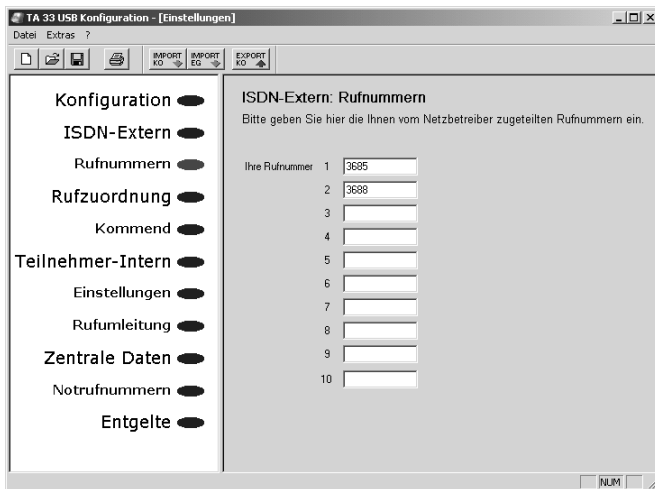 TA 33 USB Konfiguration - [Einstellungen]
Datei Extras ?
IMPORT KO IMPORT EG EXPORT KO
Konfiguration
ISDN-Extern
Rufnummern
Rufzuordnung
Kommend
Teilnehmer-Intern
Einstellungen
Rufumleitung
Zentrale Daten
Notrufnummern
Entgelte
ISDN-Extern: Rufnummern
Bitte geben Sie hier die Ihnen vom Netzbetreiber zugeteilten Rufnummern ein.
Ihre Rufnummer 1 3685
2 3688
3
4
5
6
7
8
9
10
NUM